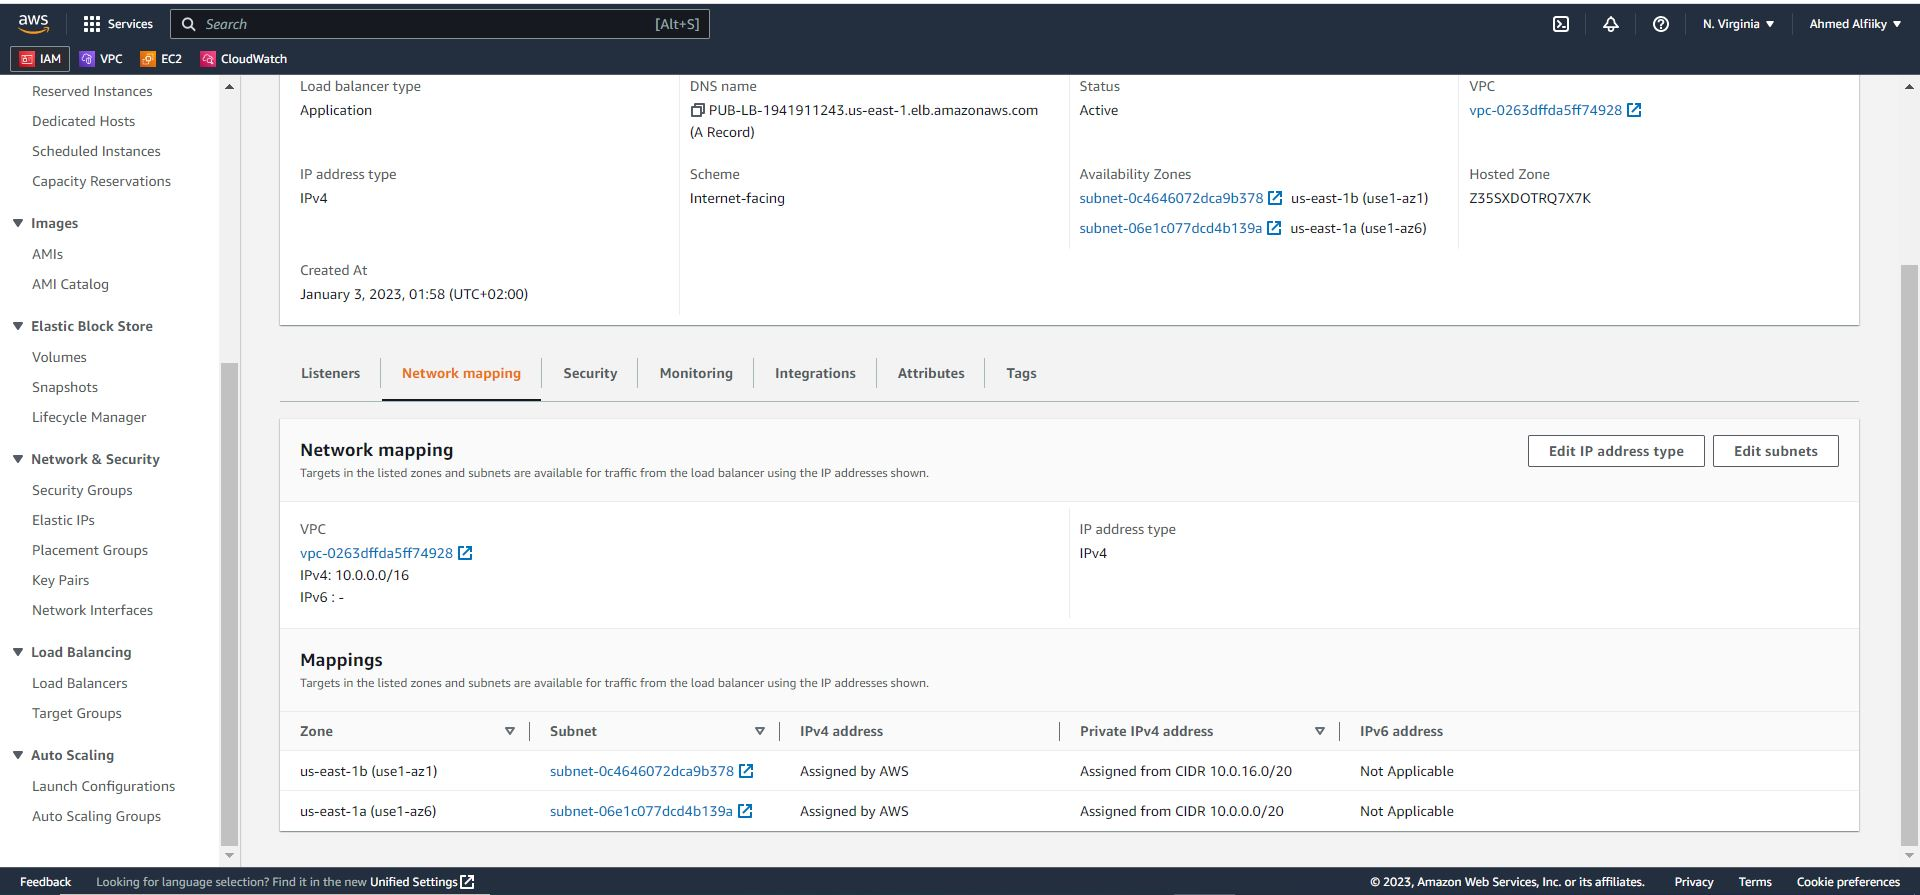 aws
Services
Search
[Alt+S]
N. Virginia
Ahmed Alfiiky
IAM
VPC
EC2
CloudWatch
Reserved Instances
Dedicated Hosts
Scheduled Instances
Capacity Reservations
Images
AMIs
AMI Catalog
Elastic Block Store
Volumes
Snapshots
Lifecycle Manager
Network & Security
Security Groups
Elastic IPs
Placement Groups
Key Pairs
Network Interfaces
Load Balancing
Load Balancers
Target Groups
Auto Scaling
Launch Configurations
Auto Scaling Groups
Load balancer type
Application
DNS name
PUB-LB-1941911243.us-east-1.elb.amazonaws.com
(A Record)
Status
Active
VPC
vpc-0263dffda5ff74928
IP address type
IPv4
Scheme
Internet-facing
Availability Zones
subnet-0c4646072dca9b378 us-east-1b (use1-az1)
subnet-06e1c077dcd4b139a us-east-1a (use1-az6)
Hosted Zone
Z35SXDOTRQ7X7K
Created At
January 3, 2023, 01:58 (UTC+02:00)
Listeners
Network mapping
Security
Monitoring
Integrations
Attributes
Tags
Network mapping
Targets in the listed zones and subnets are available for traffic from the load balancer using the IP addresses shown.
Edit IP address type
Edit subnets
VPC
vpc-0263dffda5ff74928
IPv4: 10.0.0.0/16
IPv6 : -
IP address type
IPv4
Mappings
Targets in the listed zones and subnets are available for traffic from the load balancer using the IP addresses shown.
Zone Subnet IPv4 address Private IPv4 address IPv6 address
us-east-1b (use1-az1) subnet-0c4646072dca9b378 Assigned by AWS Assigned from CIDR 10.0.16.0/20 Not Applicable
us-east-1a (use1-az6) subnet-06e1c077dcd4b139a Assigned by AWS Assigned from CIDR 10.0.0.0/20 Not Applicable
Feedback
Looking for language selection? Find it in the new Unified Settings
© 2023, Amazon Web Services, Inc. or its affiliates.
Privacy
Terms
Cookie preferences